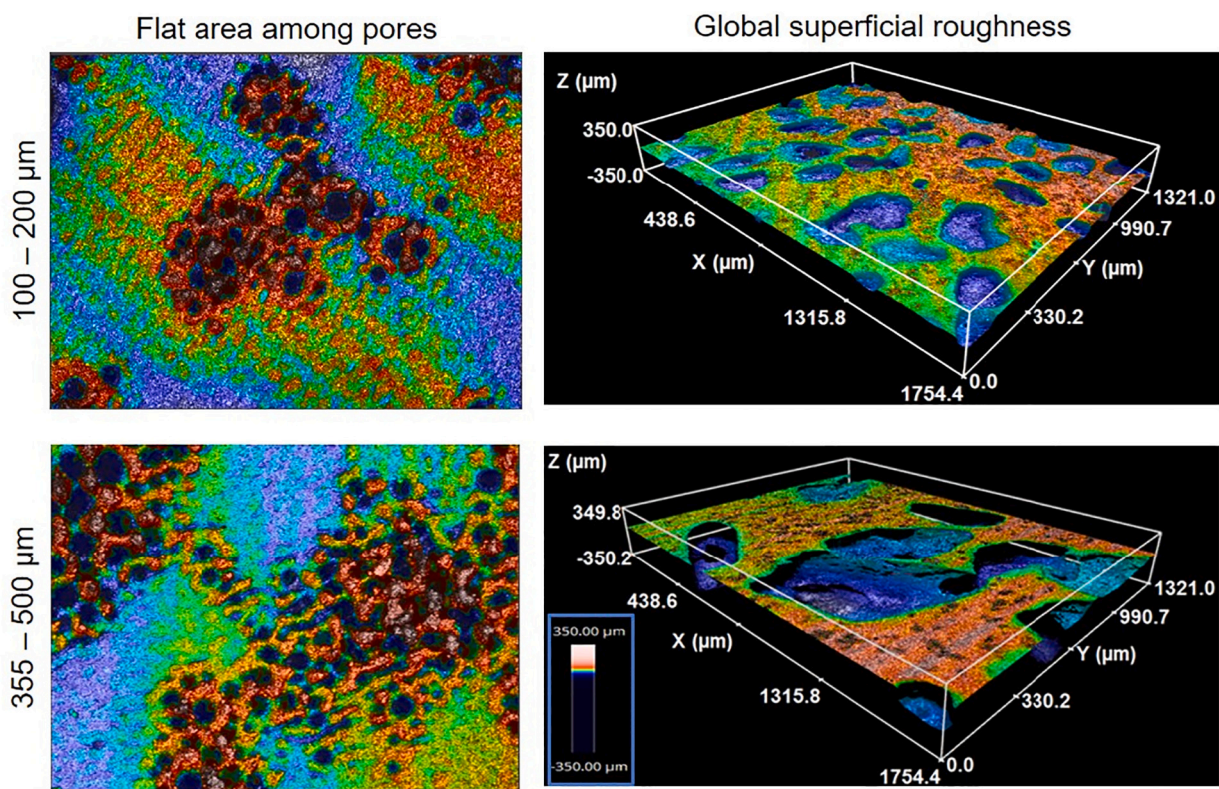 Flat area among pores
Global superficial roughness
100 – 200 µm
Z (µm)
350.0
-350.0
438.6
X (µm)
1315.8
1754.4
0.0
330.2
Y (µm)
990.7
1321.0
355 – 500 µm
Z (µm)
349.8
-350.2
438.6
X (µm)
1315.8
1754.4
0.0
330.2
Y (µm)
990.7
1321.0
350.00 µm
-350.00 µm